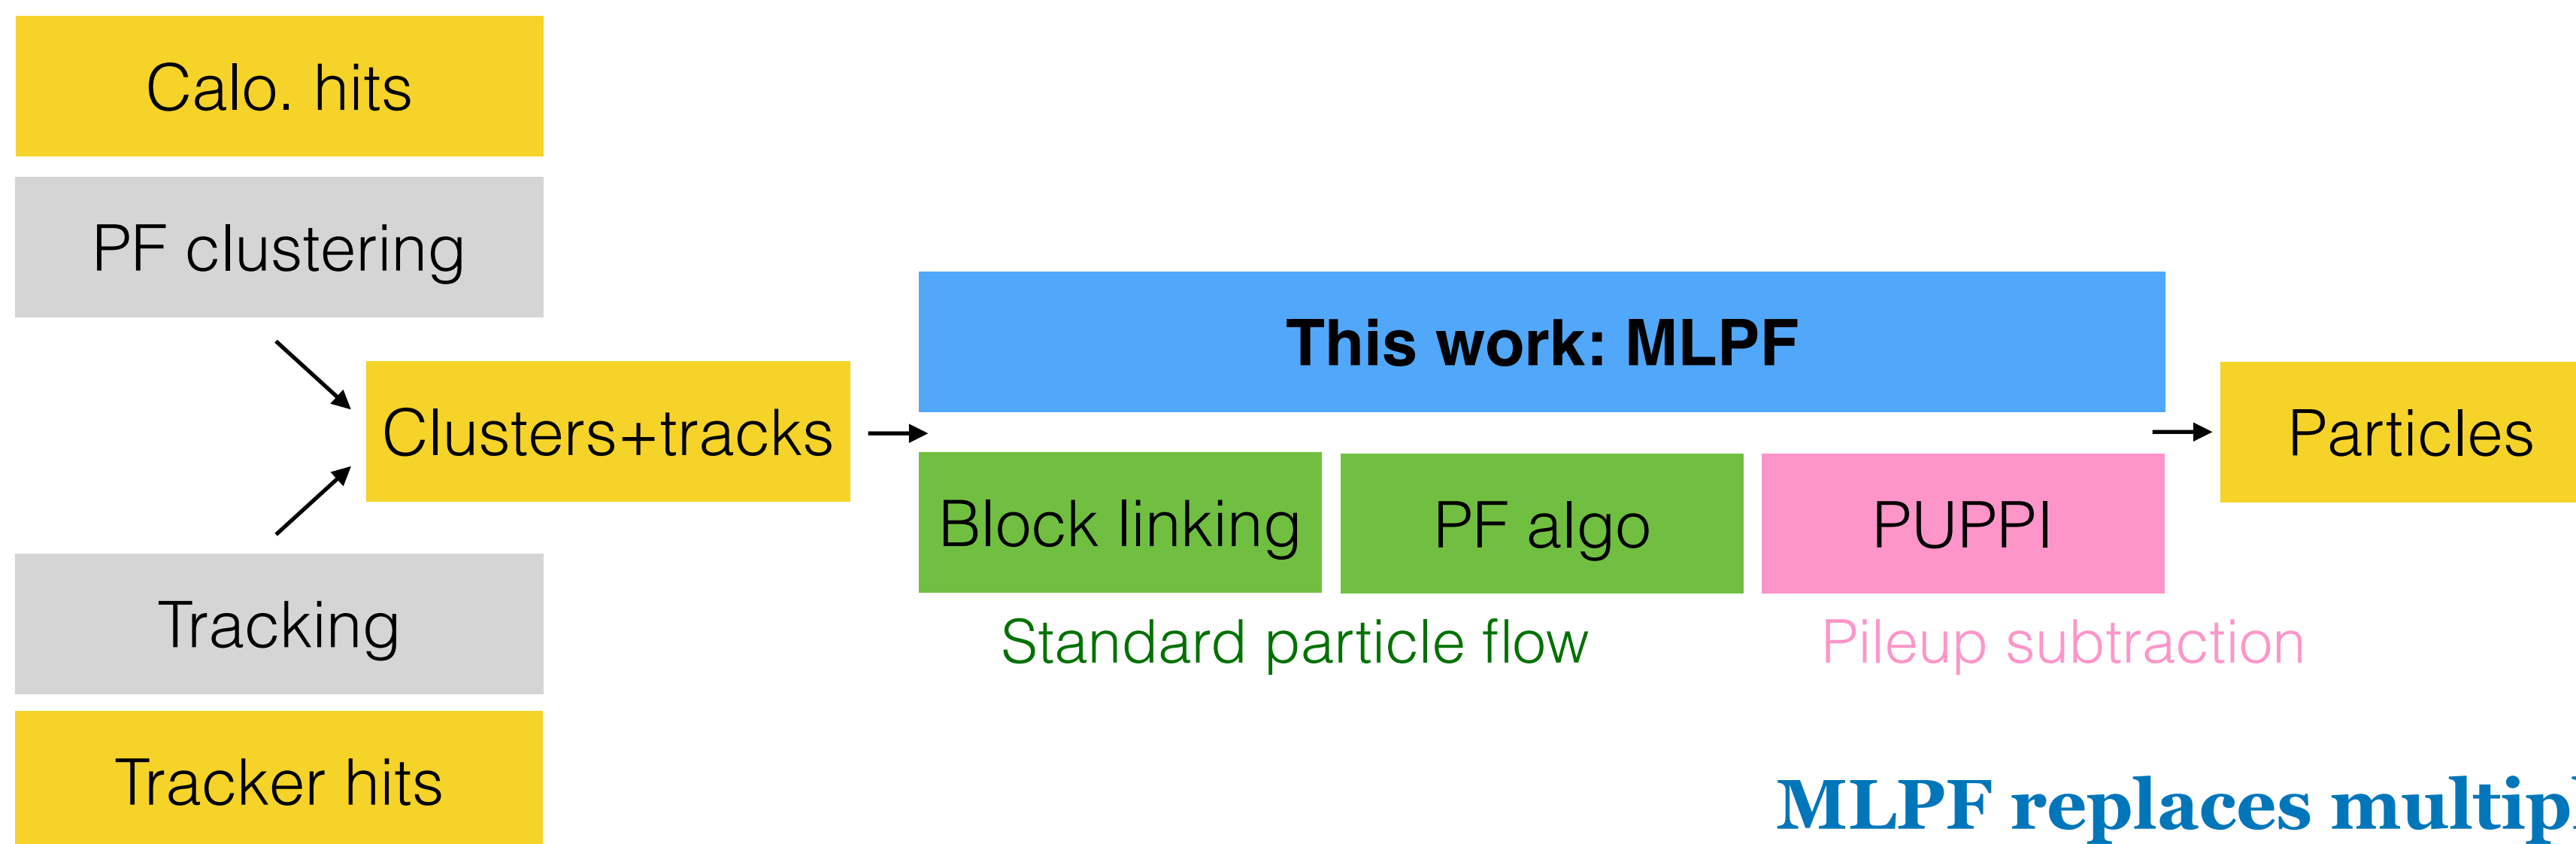 Calo. hits
PF clustering
Clusters+tracks
Tracking
Tracker hits
This work: MLPF
Block linking
PF algo
PUPPI
Standard particle flow
Pileup subtraction
Particles
MLPF replaces